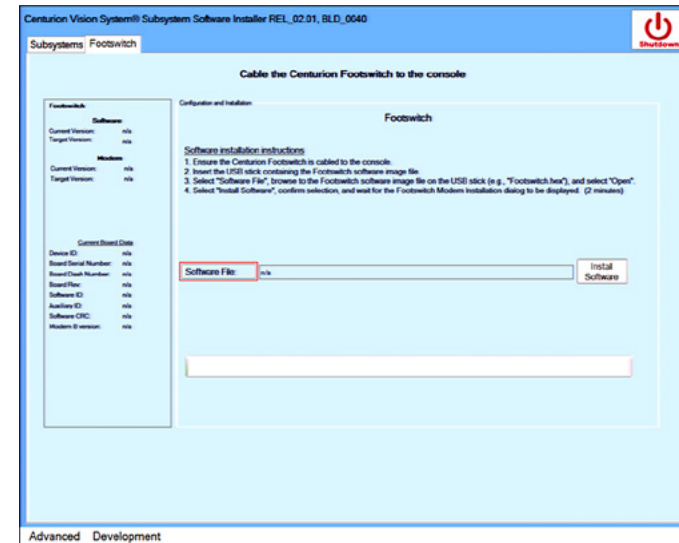 Centurion Vision System® Subsystem Software Installer REL_02.01, BLD_0040
Shutdown
Subsystems Footswitch
Cable the Centurion Footswitch to the console
Footswitch
Software
Current Version: n/a
Target Version: n/a
Modem
Current Version: n/a
Target Version: n/a
Current Board Data
Device ID: n/a
Board Serial Number: n/a
Board Dash Number: n/a
Board Rev: n/a
Software ID: n/a
Auxiliary ID: n/a
Software CRC: n/a
Modem B version: n/a
Configuration and Installation
Footswitch
Software installation instructions
1. Ensure the Centurion Footswitch is cabled to the console.
2. Insert the USB stick containing the Footswitch software image file.
3. Select "Software File", browse to the Footswitch software image file on the USB stick (e.g., "Footswitch.hex"), and select "Open".
4. Select "Install Software", confirm selection, and wait for the Footswitch Modem Installation dialog to be displayed. (2 minutes)
Software File: n/a
Install
Software
Advanced Development